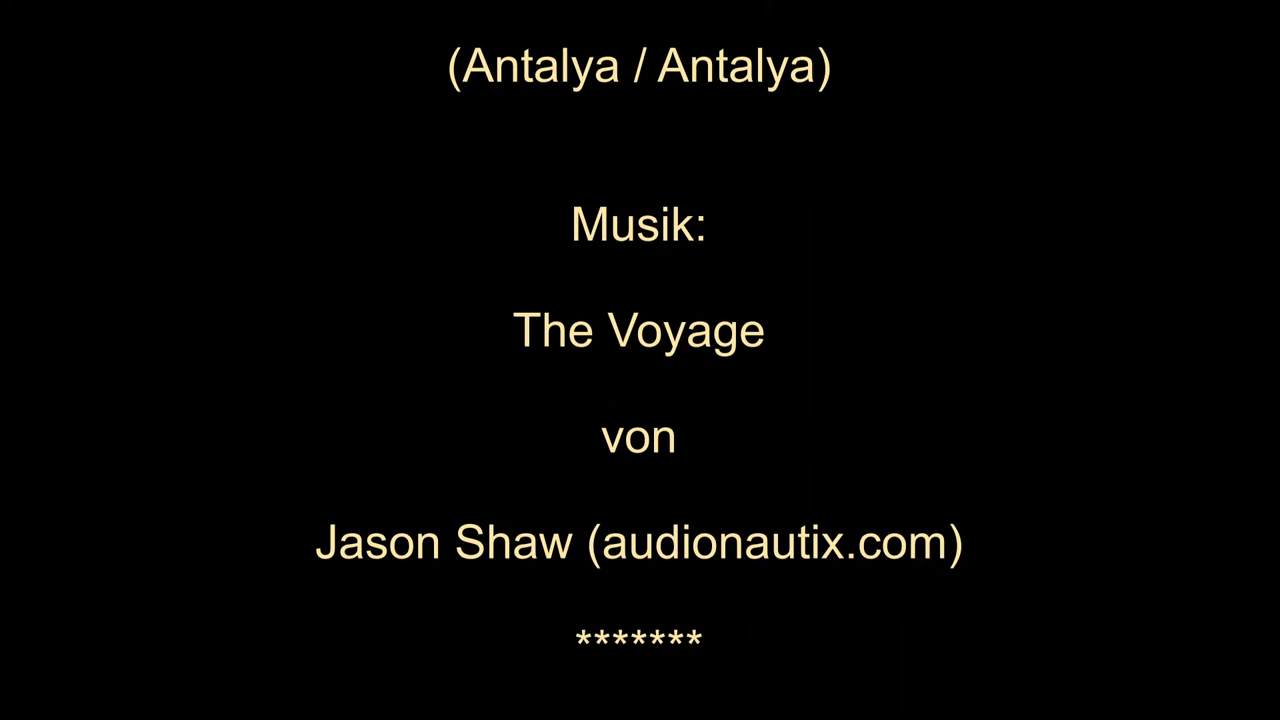 (Antalya / Antalya)
Musik:
The Voyage
von
Jason Shaw (audionautix.com)
*******